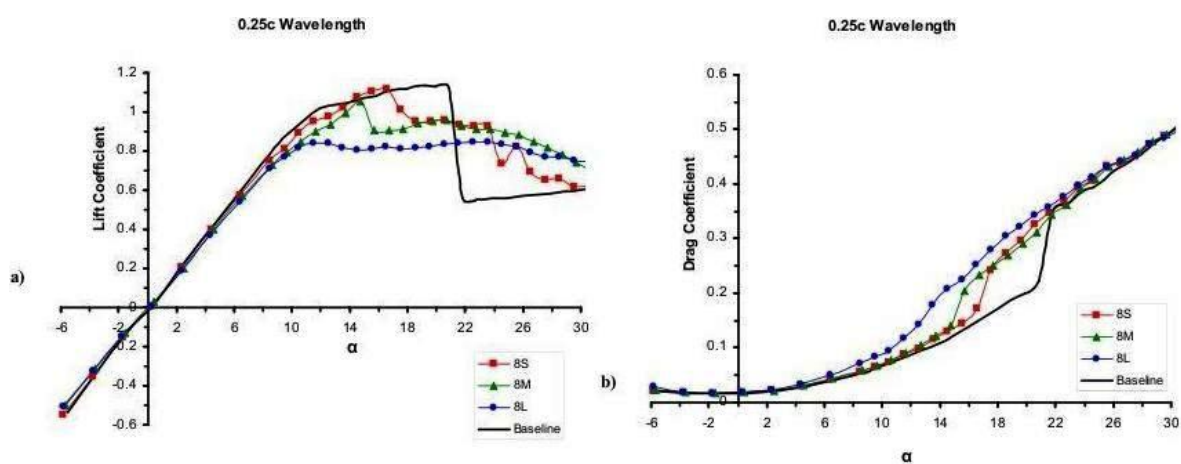 0.25c Wavelength
1.2
1
0.8
0.6
0.4
0.2
0
-0.2
-0.4
-0.6
Lift Coefficient
-6
-2
2
6
10
14
18
22
26
30
α
8S
8M
8L
Baseline
a)
0.25c Wavelength
0.6
0.5
0.4
0.3
0.2
0.1
0
Drag Coefficient
-6
-2
2
6
10
14
18
22
26
30
α
8S
8M
8L
Baseline
b)